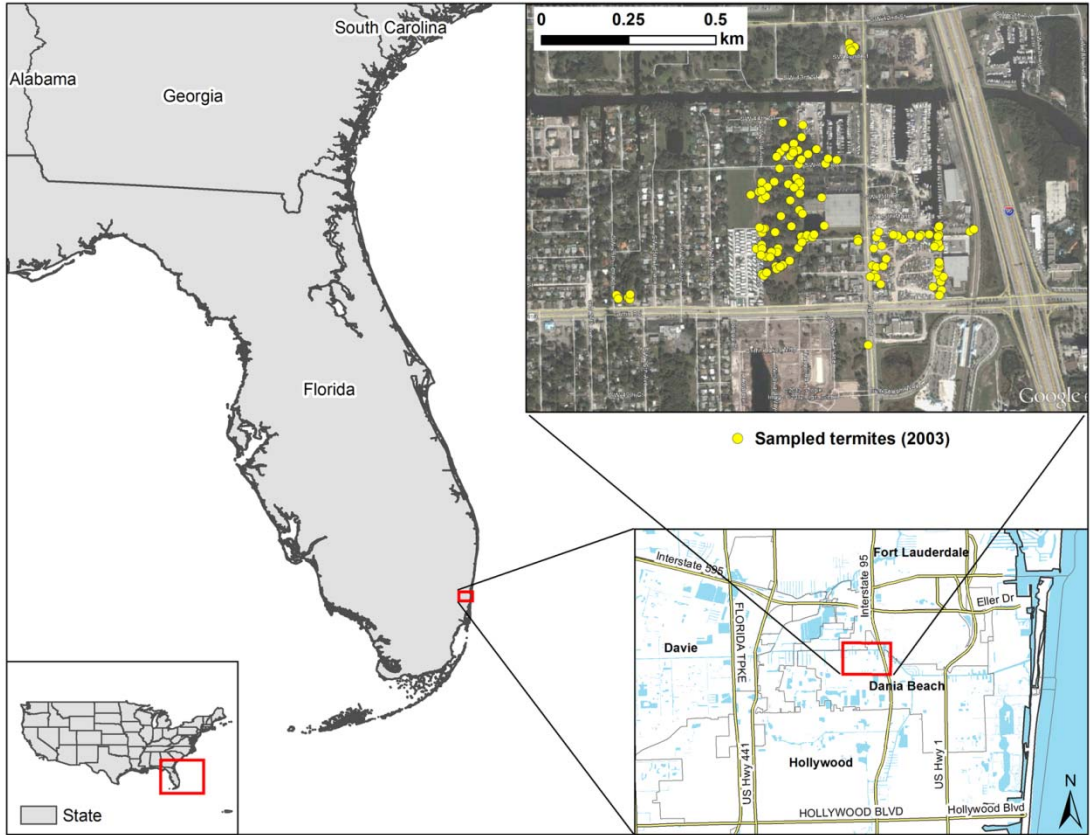 South Carolina
Alabama
Georgia
Florida
0 0.25 0.5
km
Google
Sampled termites (2003)
Fort Lauderdale
Interstate 595
Interstate 95
Eller Dr
FLORIDA TPKE
Davie
Dania Beach
US Hwy 441
Hollywood
US Hwy 1
HOLLYWOOD BLVD
Hollywood Blvd
N
State